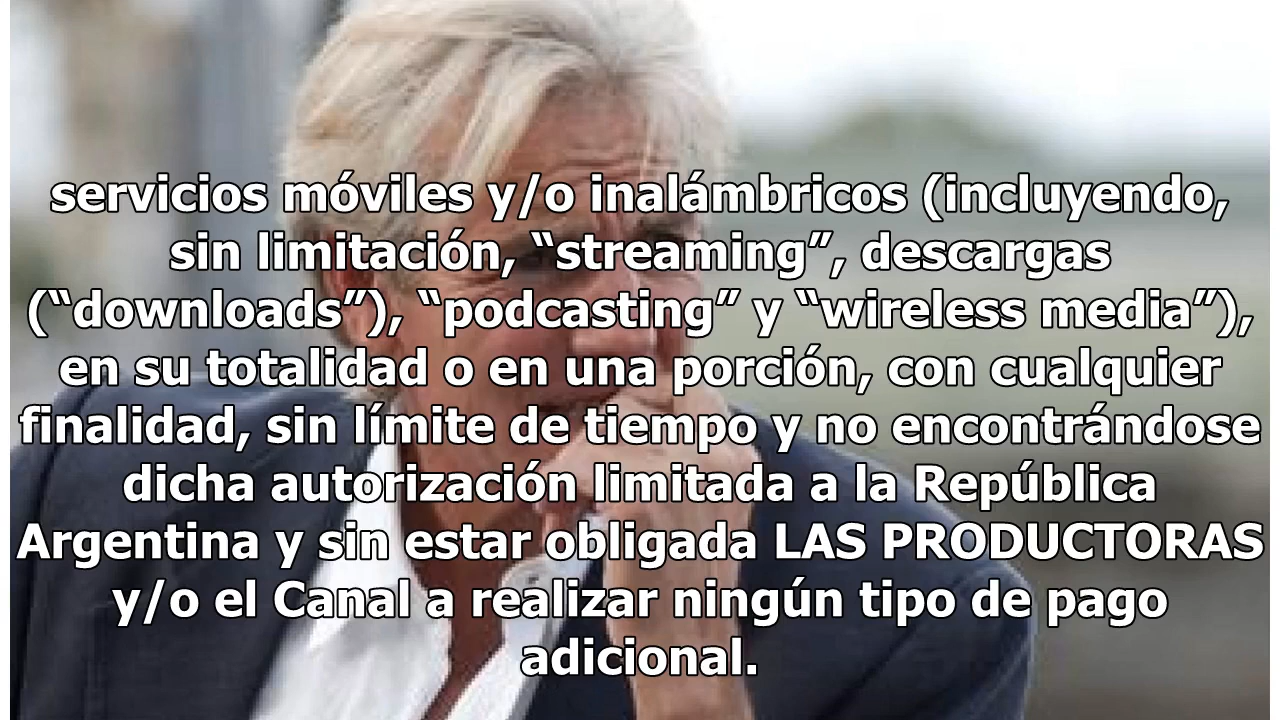 servicios móviles y/o inalámbricos (incluyendo,
sin limitación, “streaming”, descargas
(“downloads”), “podcasting” y “wireless media”),
en su totalidad o en una porción, con cualquier
finalidad, sin límite de tiempo y no encontrándose
dicha autorización limitada a la República
Argentina y sin estar obligada LAS PRODUCTORAS
y/o el Canal a realizar ningún tipo de pago
adicional.